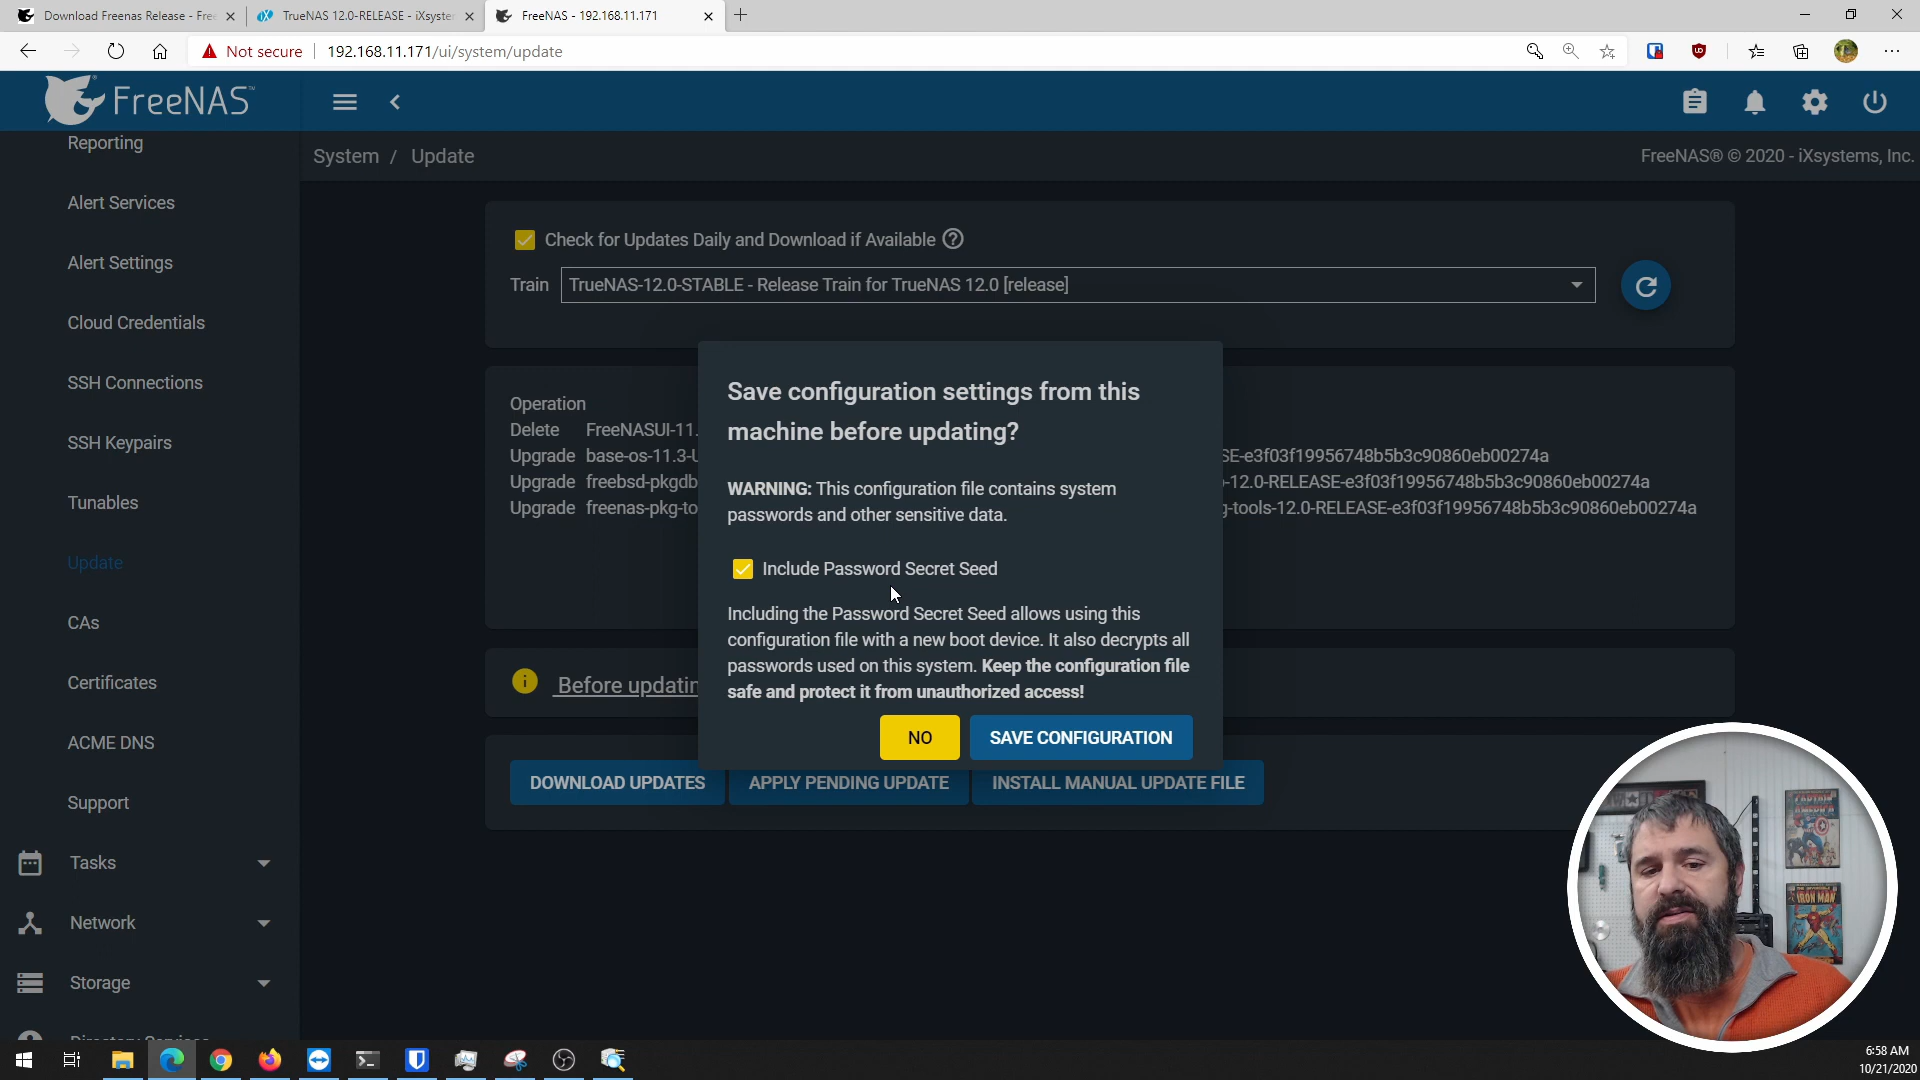 Download Freenas Release - Fre
TrueNAS 12.0-RELEASE - iXsyste
FreeNAS - 192.168.11.171
Not secure
192.168.11.171/ui/system/update
FreeNAS
System / Update
FreeNAS® © 2020 - iXsystems, Inc.
Reporting
Alert Services
Alert Settings
Cloud Credentials
SSH Connections
SSH Keypairs
Tunables
Update
CAs
Certificates
ACME DNS
Support
Tasks
Network
Storage
Check for Updates Daily and Download if Available
Train
TrueNAS-12.0-STABLE - Release Train for TrueNAS 12.0 [release]
Operation
Delete FreeNASUI-11.
Upgrade base-os-11.3-U
SE-e3f03f19956748b5b3c90860eb00274a
Upgrade freebsd-pkgdb
-12.0-RELEASE-e3f03f19956748b5b3c90860eb00274a
Upgrade freenas-pkg-to
g-tools-12.0-RELEASE-e3f03f19956748b5b3c90860eb00274a
Before updatin
DOWNLOAD UPDATES
APPLY PENDING UPDATE
INSTALL MANUAL UPDATE FILE
Save configuration settings from this
machine before updating?
WARNING: This configuration file contains system
passwords and other sensitive data.
Include Password Secret Seed
Including the Password Secret Seed allows using this
configuration file with a new boot device. It also decrypts all
passwords used on this system. Keep the configuration file
safe and protect it from unauthorized access!
NO
SAVE CONFIGURATION
CAPTAIN
AMERICA
IRON MAN
6:58 AM
10/21/2020